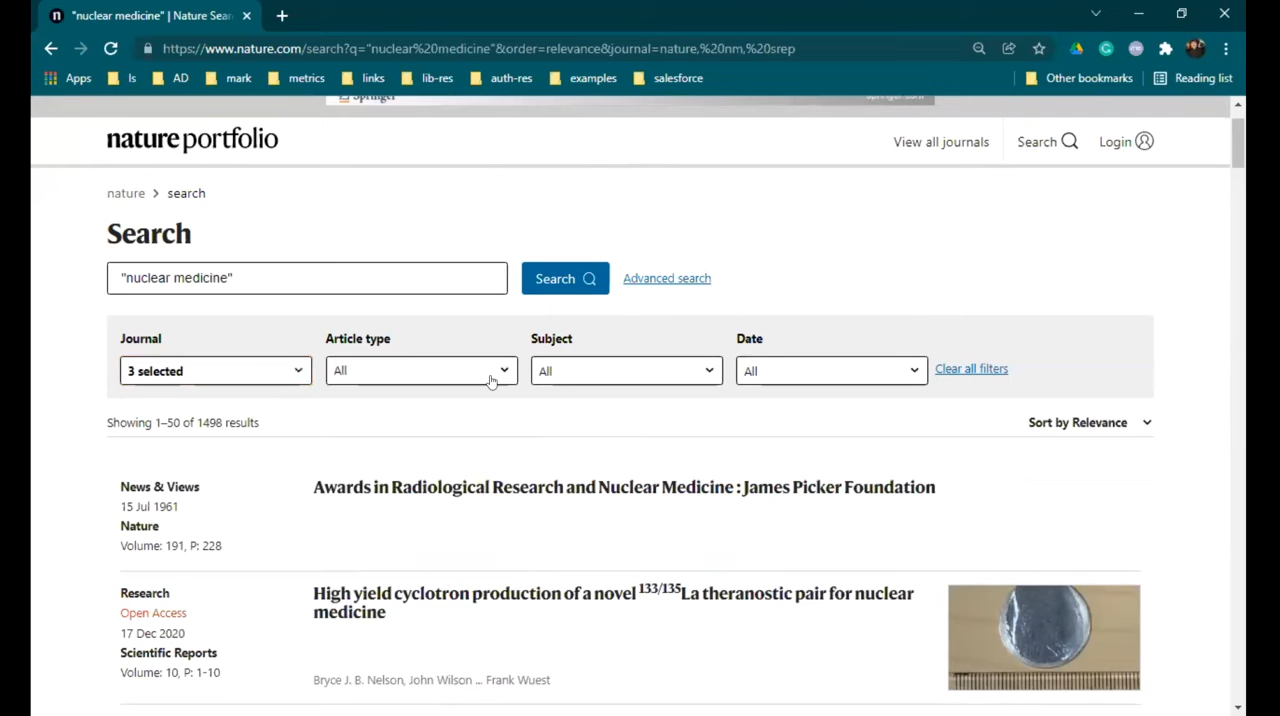 "nuclear medicine" | Nature Sear
https://www.nature.com/search?q="nuclear%20medicine"&order=relevance&journal=nature,%20nm,%20srep
Apps ls AD mark metrics links lib-res auth-res examples salesforce Other bookmarks Reading list
Springer
nature portfolio View all journals Search Login
nature > search
Search
"nuclear medicine" Search Advanced search
Journal Article type Subject Date
3 selected All All All Clear all filters
Showing 1–50 of 1498 results Sort by Relevance
News & Views
15 Jul 1961
Nature
Volume: 191, P: 228
Awards in Radiological Research and Nuclear Medicine : James Picker Foundation
Research
Open Access
17 Dec 2020
Scientific Reports
Volume: 10, P: 1-10
High yield cyclotron production of a novel 133/135La theranostic pair for nuclear
medicine
Bryce J. B. Nelson, John Wilson ... Frank Wuest